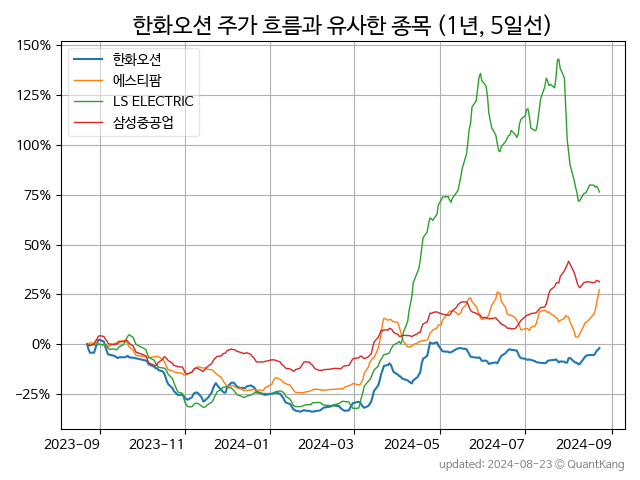 한화오션 주가 흐름과 유사한 종목 (1년, 5일선)
150%
125%
100%
75%
50%
25%
0%
−25%
한화오션
에스티팜
LS ELECTRIC
삼성중공업
2023-09 2023-11 2024-01 2024-03 2024-05 2024-07 2024-09
updated: 2024-08-23 © QuantKang